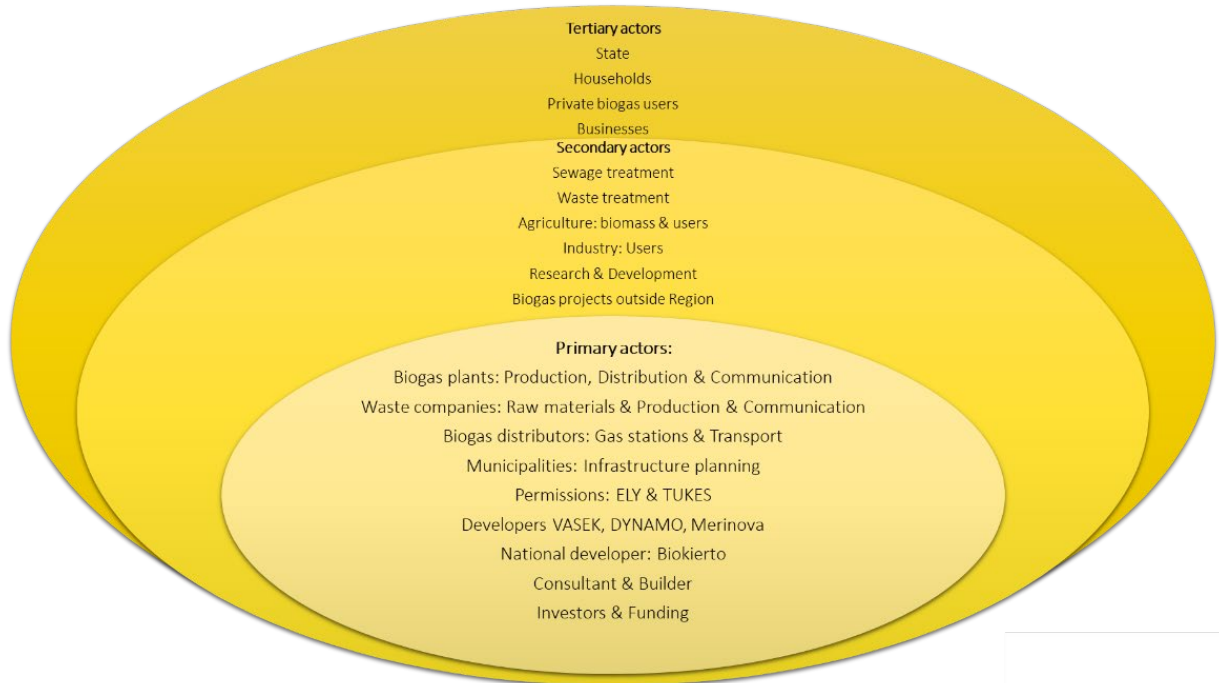 Tertiary actors
State
Households
Private biogas users
Businesses
Secondary actors
Sewage treatment
Waste treatment
Agriculture: biomass & users
Industry: Users
Research & Development
Biogas projects outside Region
Primary actors:
Biogas plants: Production, Distribution & Communication
Waste companies: Raw materials & Production & Communication
Biogas distributors: Gas stations & Transport
Municipalities: Infrastructure planning
Permissions: ELY & TUKES
Developers VASEK, DYNAMO, Merinova
National developer: Biokierto
Consultant & Builder
Investors & Funding